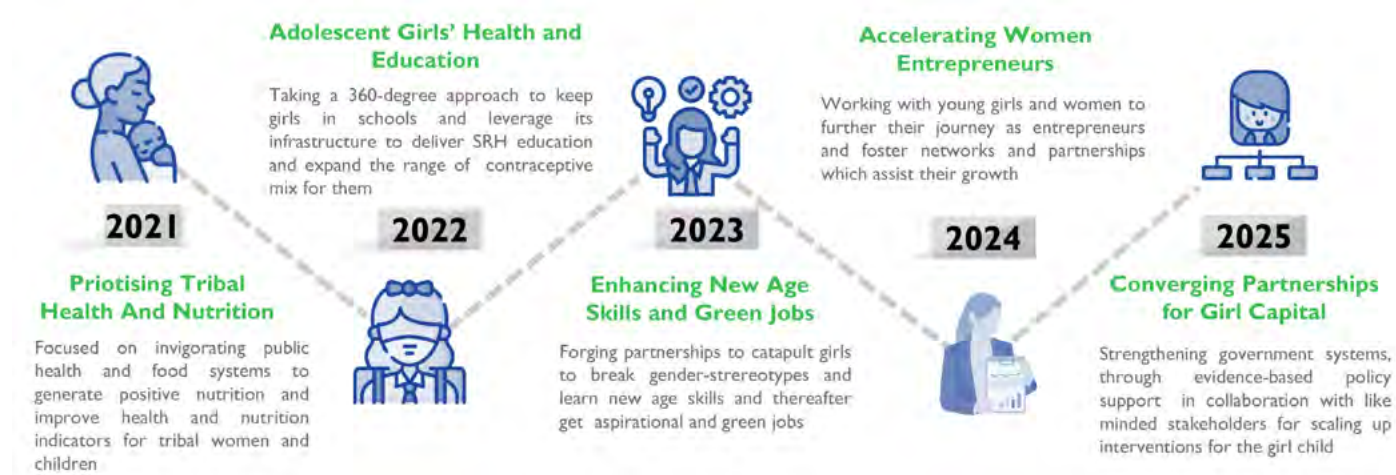 2021
Priotising Tribal
Health And Nutrition
Focused on invigorating public
health and food systems to
generate positive nutrition and
improve health and nutrition
indicators for tribal women and
children
Adolescent Girls' Health and
Education
Taking a 360-degree approach to keep
girls in schools and leverage its
infrastructure to deliver SRH education
and expand the range of contraceptive
mix for them
2022
2023
Enhancing New Age
Skills and Green Jobs
Forging partnerships to catapult girls
to break gender-strereotypes and
learn new age skills and thereafter
get aspirational and green jobs
Accelerating Women
Entrepreneurs
Working with young girls and women to
further their journey as entrepreneurs
and foster networks and partnerships
which assist their growth
2024
2025
Converging Partnerships
for Girl Capital
Strengthening government systems,
through evidence-based policy
support in collaboration with like
minded stakeholders for scaling up
interventions for the girl child